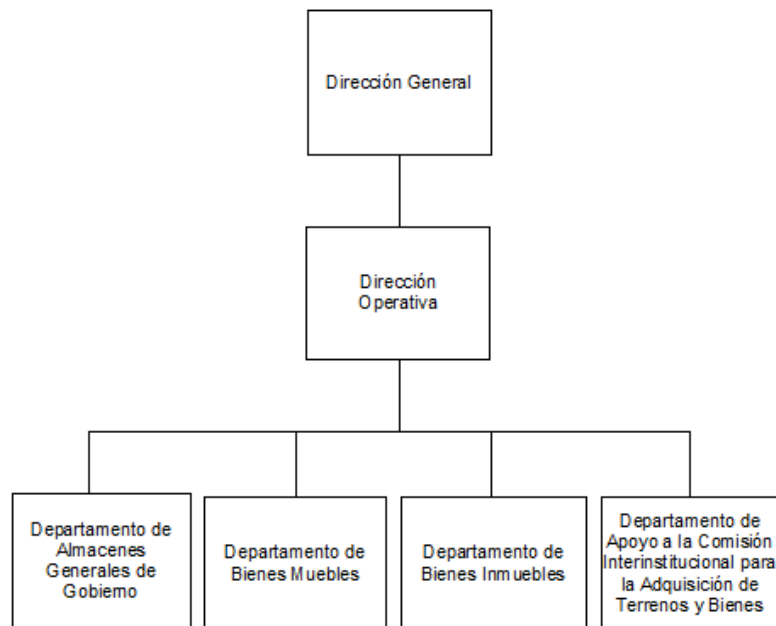 Dirección General
Dirección
Operativa
Departamento de
Almacenes
Generales de
Gobierno
Departamento de
Bienes Muebles
Departamento de
Bienes Inmuebles
Departamento de
Apoyo a la Comisión
Interinstitucional para
la Adquisición de
Terrenos y Bienes